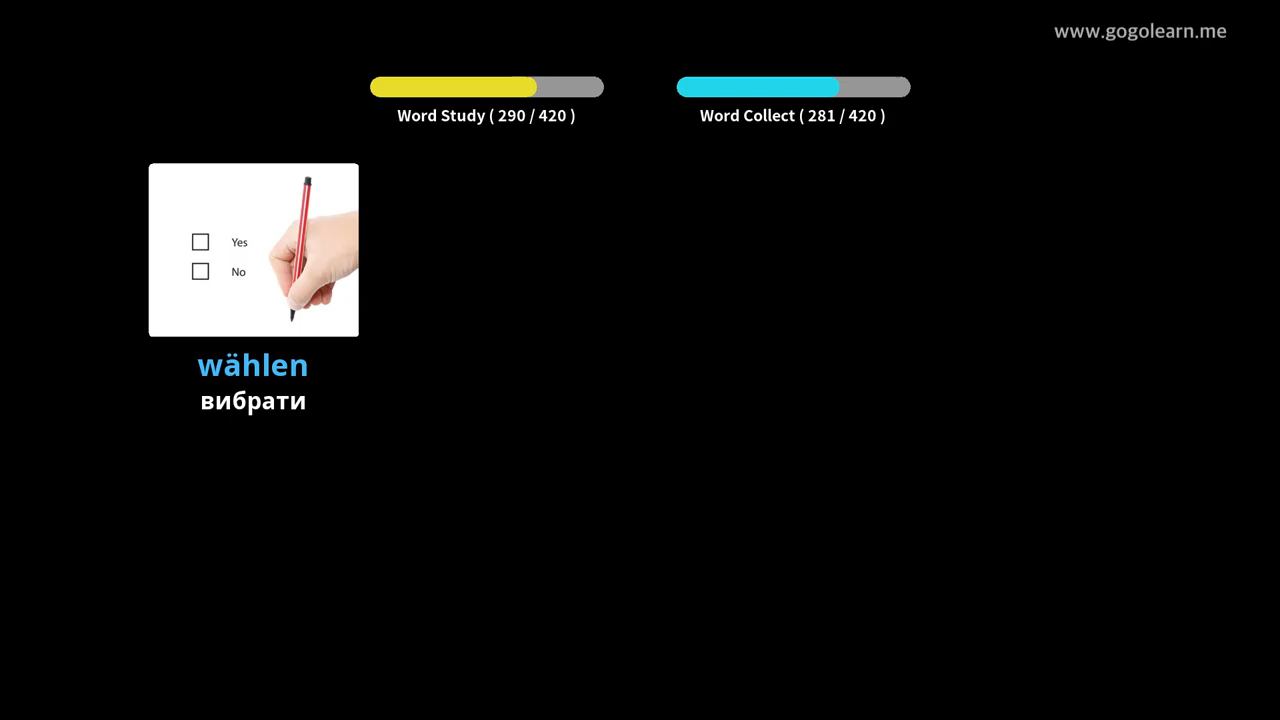 www.gogolearn.me
Word Study ( 290 / 420 )
Word Collect ( 281 / 420 )
Yes
No
wählen
вибрати